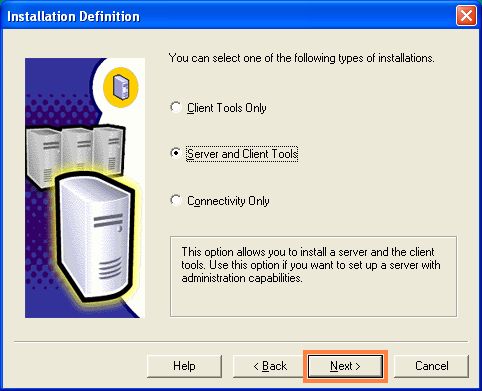 Installation Definition
You can select one of the following types of installations.
Client Tools Only
Server and Client Tools
Connectivity Only
This option allows you to install a server and the client
tools. Use this option if you want to set up a server with
administration capabilities.
Help
< Back
Next >
Cancel